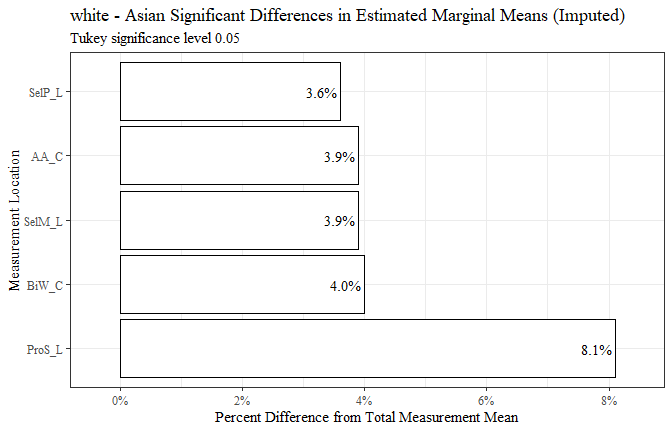 white - Asian Significant Differences in Estimated Marginal Means (Imputed)
Tukey significance level 0.05
Measurement Location
SelP_L
3.6%
AA_C
3.9%
SelM_L
3.9%
BiW_C
4.0%
ProS_L
8.1%
0% 2% 4% 6% 8%
Percent Difference from Total Measurement Mean